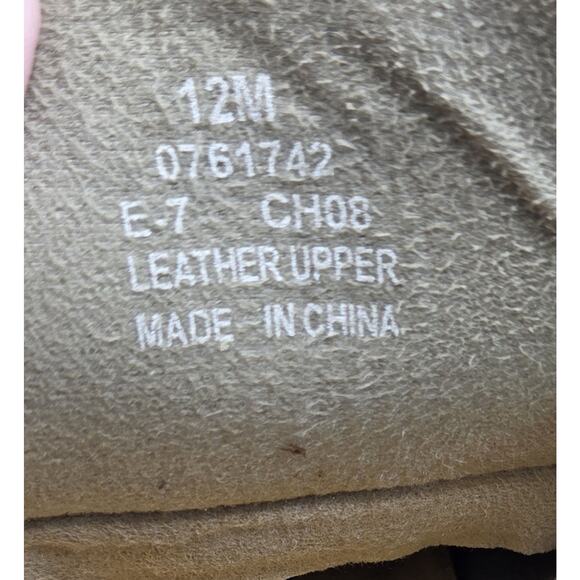 12M
0761742
E-7 CH08
LEATHER UPPER
MADE IN CHINA